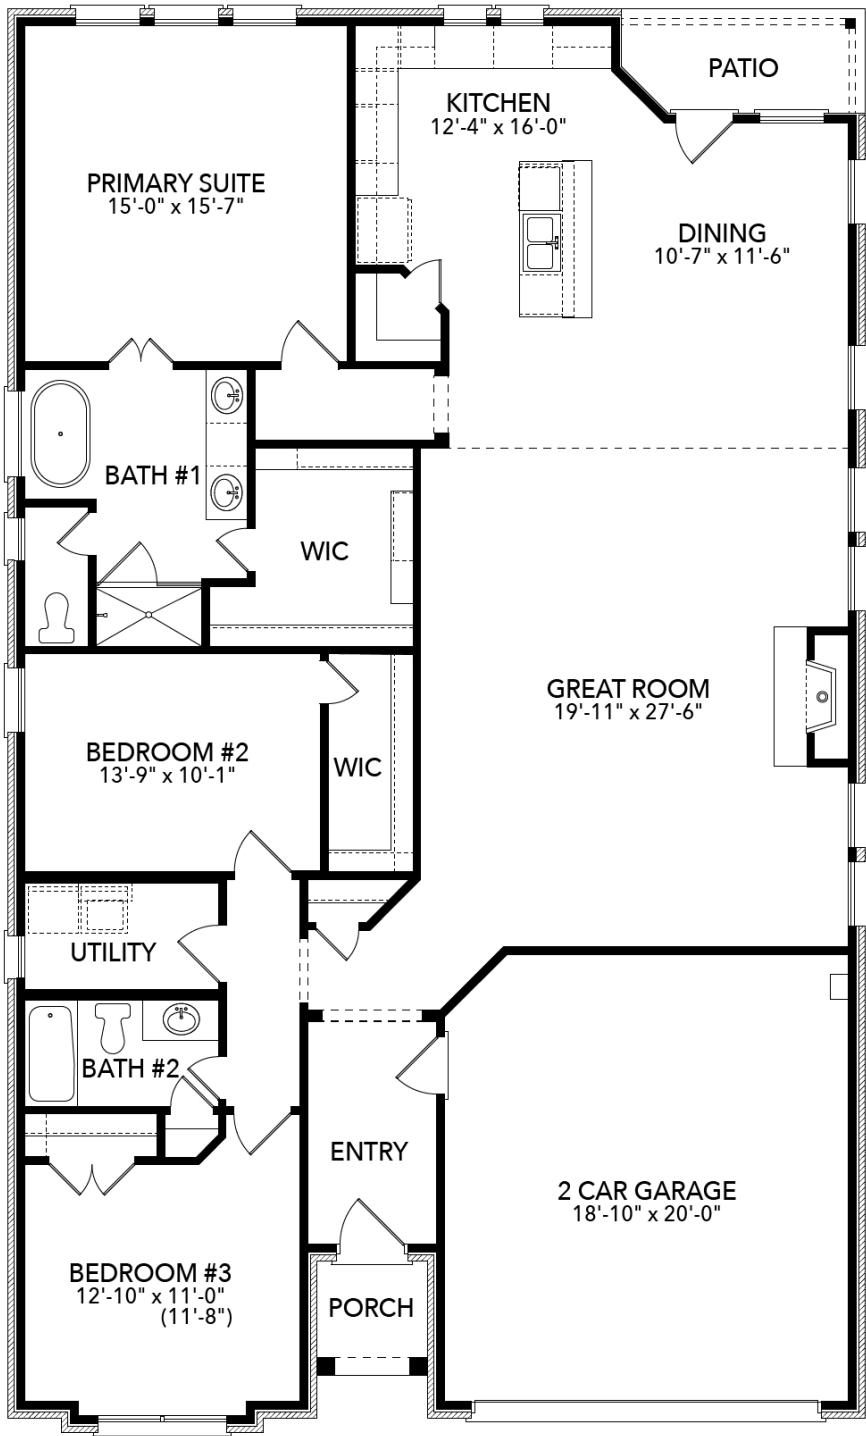 PATIO
KITCHEN
12'-4" x 16'-0"
PRIMARY SUITE
15'-0" x 15'-7"
DINING
10'-7" x 11'-6"
BATH #1
WIC
GREAT ROOM
19'-11" x 27'-6"
BEDROOM #2
13'-9" x 10'-1"
WIC
UTILITY
BATH #2
ENTRY
2 CAR GARAGE
18'-10" x 20'-0"
BEDROOM #3
12'-10" x 11'-0"
(11'-8")
PORCH